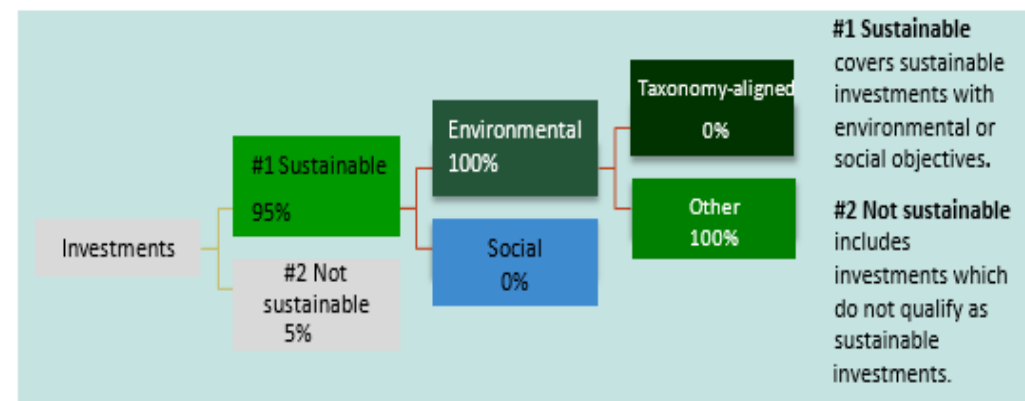 Investments
#1 Sustainable
95%
#2 Not
sustainable
5%
Environmental
100%
Social
0%
Taxonomy-aligned
0%
Other
100%
#1 Sustainable
covers sustainable
investments with
environmental or
social objectives.
#2 Not sustainable
includes
investments which
do not qualify as
sustainable
investments.